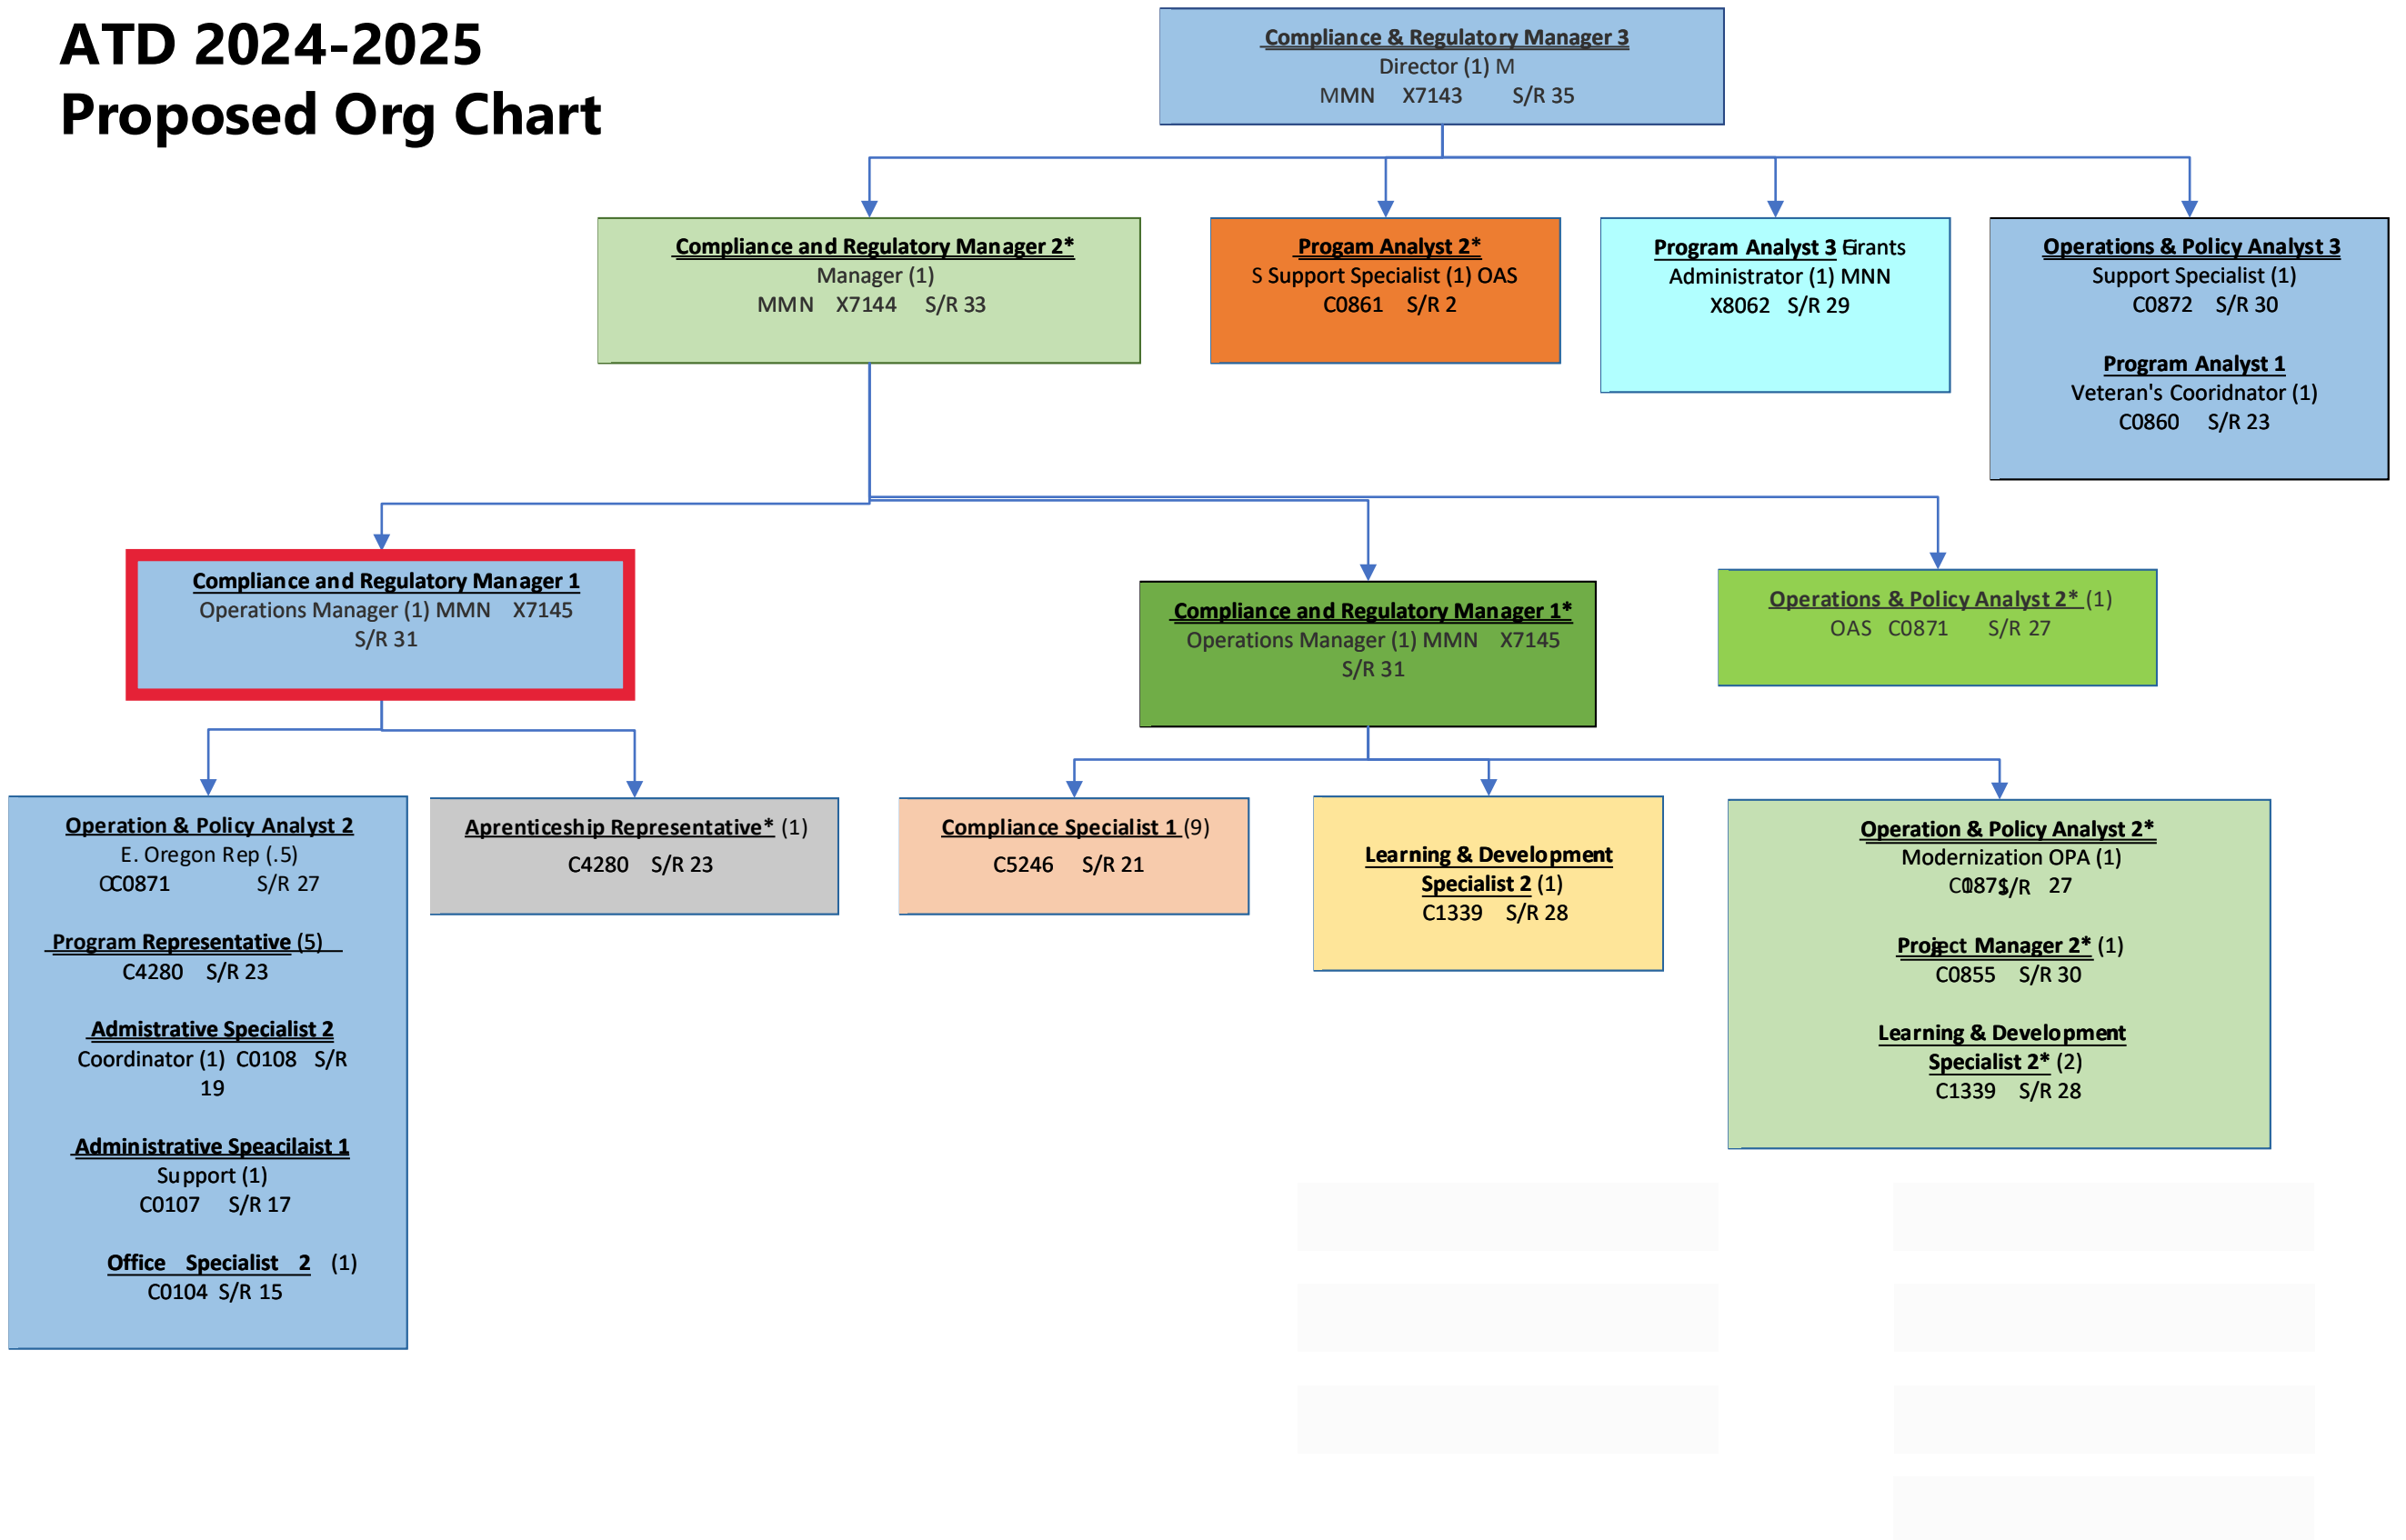 ATD 2024-2025
Proposed Org Chart
Compliance & Regulatory Manager 3
Director (1) M
MMN X7143 S/R 35
Compliance and Regulatory Manager 2*
Manager (1)
MMN X7144 S/R 33
Progam Analyst 2*
S Support Specialist (1) OAS
C0861 S/R 2
Program Analyst 3 Grants
Administrator (1) MNN
X8062 S/R 29
Operations & Policy Analyst 3
Support Specialist (1)
C0872 S/R 30
Program Analyst 1
Veteran's Cooridnator (1)
C0860 S/R 23
Compliance and Regulatory Manager 1
Operations Manager (1) MMN X7145
S/R 31
Compliance and Regulatory Manager 1*
Operations Manager (1) MMN X7145
S/R 31
Operations & Policy Analyst 2* (1)
OAS C0871 S/R 27
Operation & Policy Analyst 2
E. Oregon Rep (.5)
C0871 S/R 27
Program Representative (5)
C4280 S/R 23
Admistrative Specialist 2
Coordinator (1) C0108 S/R
19
Administrative Speacilaist 1
Support (1)
C0107 S/R 17
Office Specialist 2 (1)
C0104 S/R 15
Aprenticeship Representative* (1)
C4280 S/R 23
Compliance Specialist 1 (9)
C5246 S/R 21
Learning & Development
Specialist 2 (1)
C1339 S/R 28
Operation & Policy Analyst 2*
Modernization OPA (1)
S/R 27
Project Manager 2* (1)
C0855 S/R 30
Learning & Development
Specialist 2* (2)
C1339 S/R 28